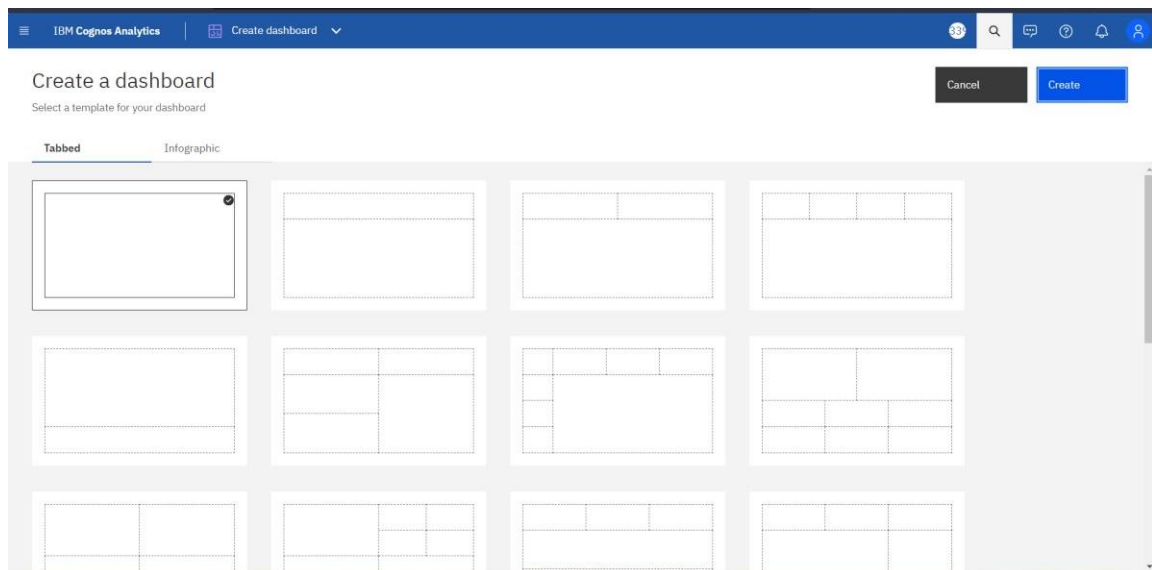 IBM Cognos Analytics
Create dashboard
Create a dashboard
Cancel
Create
Select a template for your dashboard
Tabbed
Infographic